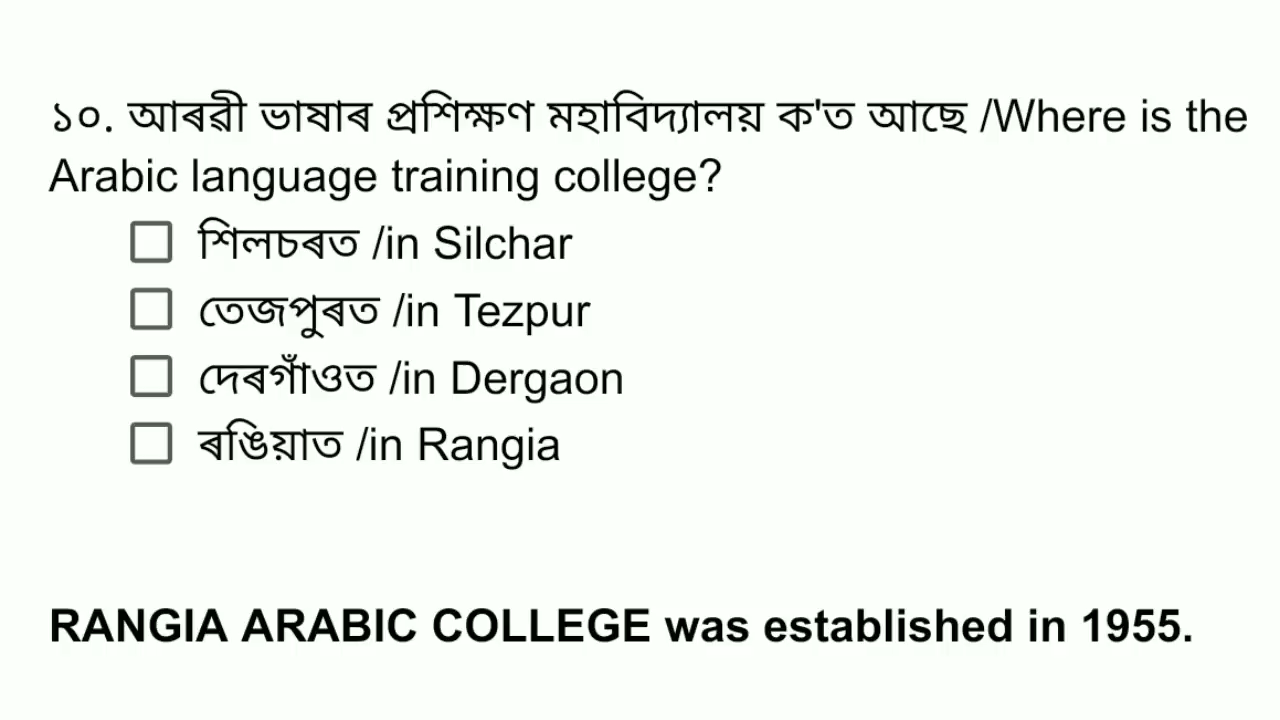 ১০. আৰৱী ভাষাৰ প্ৰশিক্ষণ মহাবিদ্যালয় ক'ত আছে /Where is the
Arabic language training college?
শিলচৰত /in Silchar
তেজপুৰত /in Tezpur
দেৰগাঁওত /in Dergaon
ৰঙিয়াত /in Rangia
RANGIA ARABIC COLLEGE was established in 1955.